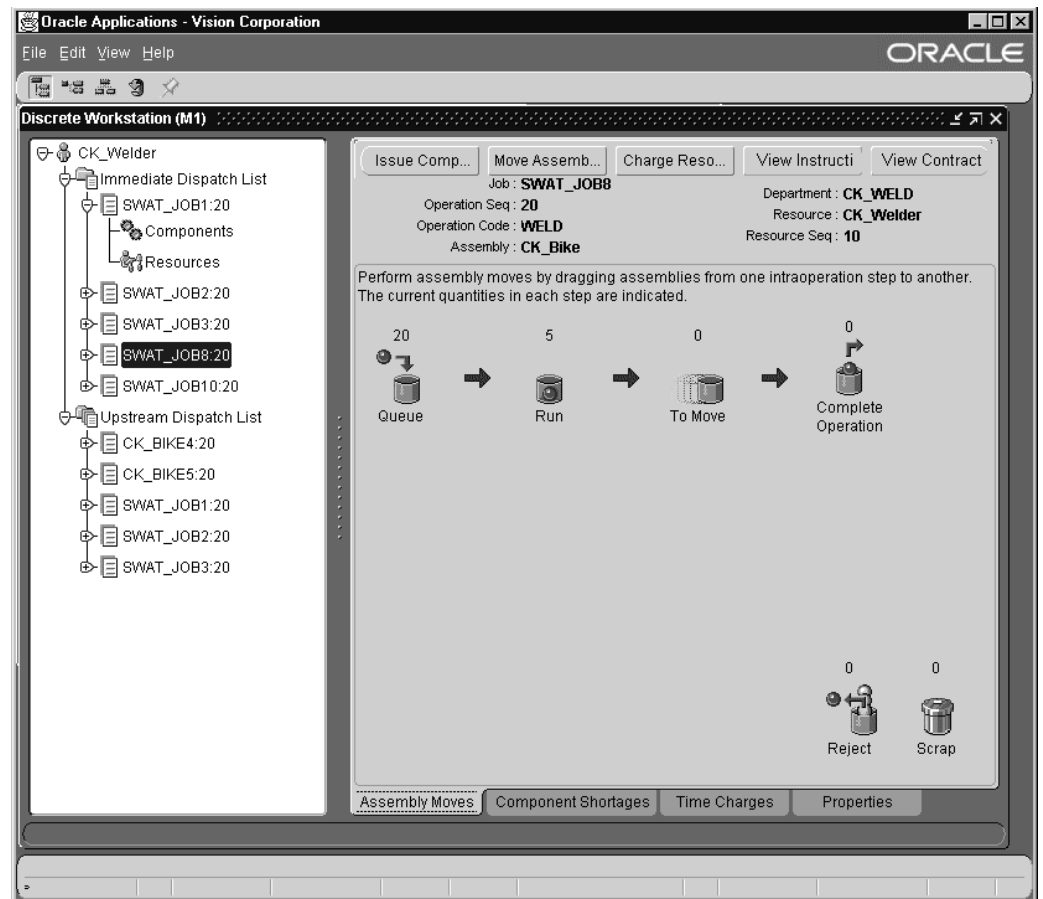 Oracle Applications - Vision Corporation
File Edit View Help
ORACLE
Discrete Workstation (M1)
CK_Welder
Immediate Dispatch List
SWAT_JOB1:20
Components
Resources
SWAT_JOB2:20
SWAT_JOB3:20
SWAT_JOB8:20
SWAT_JOB10:20
Upstream Dispatch List
CK_BIKE4:20
CK_BIKE5:20
SWAT_JOB1:20
SWAT_JOB2:20
SWAT_JOB3:20
Issue Comp... Move Assemb... Charge Reso... View Instructi View Contract
Job : SWAT_JOB8
Operation Seq : 20
Operation Code : WELD
Assembly : CK_Bike
Department : CK_WELD
Resource : CK_Welder
Resource Seq : 10
Perform assembly moves by dragging assemblies from one intraoperation step to another.
The current quantities in each step are indicated.
20 5 0 0
Queue Run To Move Complete
Operation
0 0
Reject Scrap
Assembly Moves Component Shortages Time Charges Properties